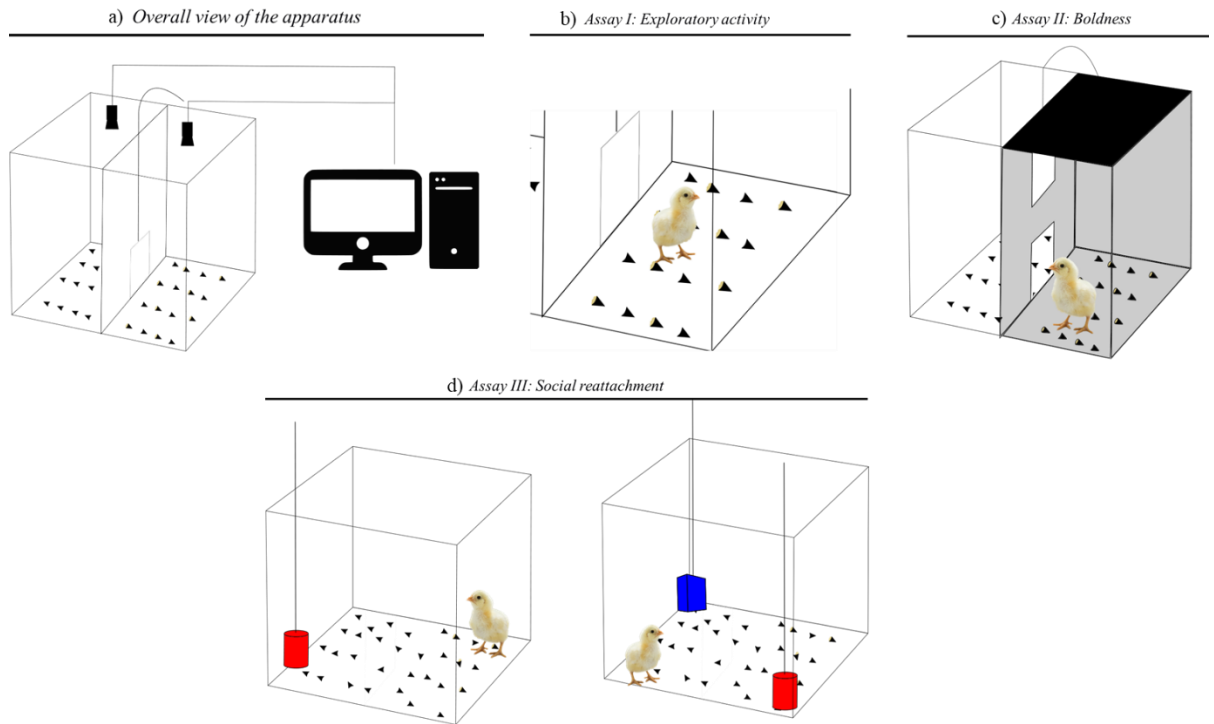 a) Overall view of the apparatus
b) Assay I: Exploratory activity
c) Assay II: Boldness
d) Assay III: Social reattachment